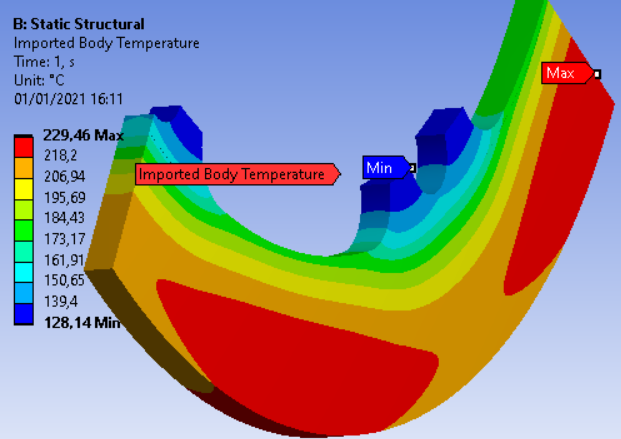 B: Static Structural
Imported Body Temperature
Time: 1, s
Unit: °C
01/01/2021 16:11
229,46 Max
218,2
206,94
195,69
184,43
173,17
161,91
150,65
139,4
128,14 Min
Max
Min
Imported Body Temperature